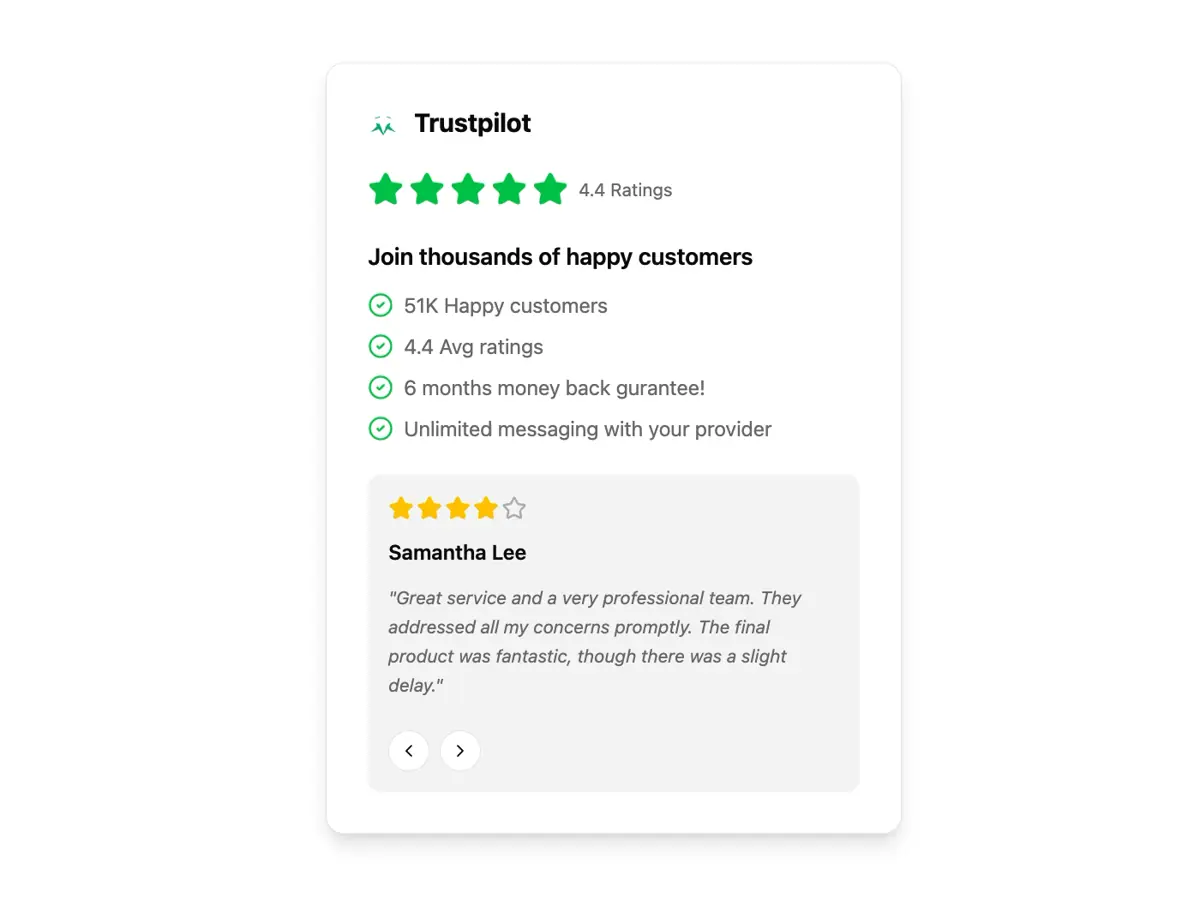 Trustpilot
4.4 Ratings
Join thousands of happy customers
51K Happy customers
4.4 Avg ratings
6 months money back gurantee!
Unlimited messaging with your provider
Samantha Lee
"Great service and a very professional team. They
addressed all my concerns promptly. The final
product was fantastic, though there was a slight
delay."